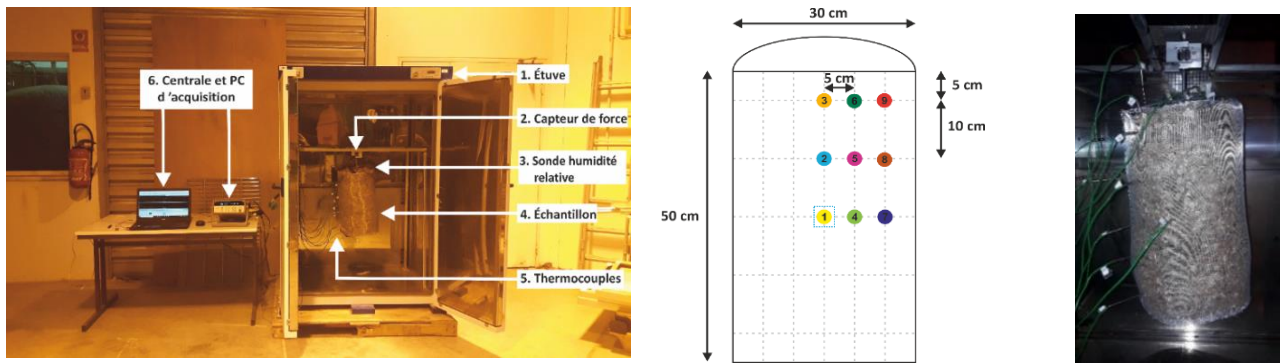 6. Centrale et PC
d 'acquisition
1. Étuve
2. Capteur de force
3. Sonde humidité
relative
4. Échantillon
5. Thermocouples
30 cm
5 cm
5 cm
3
6
9
10 cm
2
5
8
50 cm
1
4